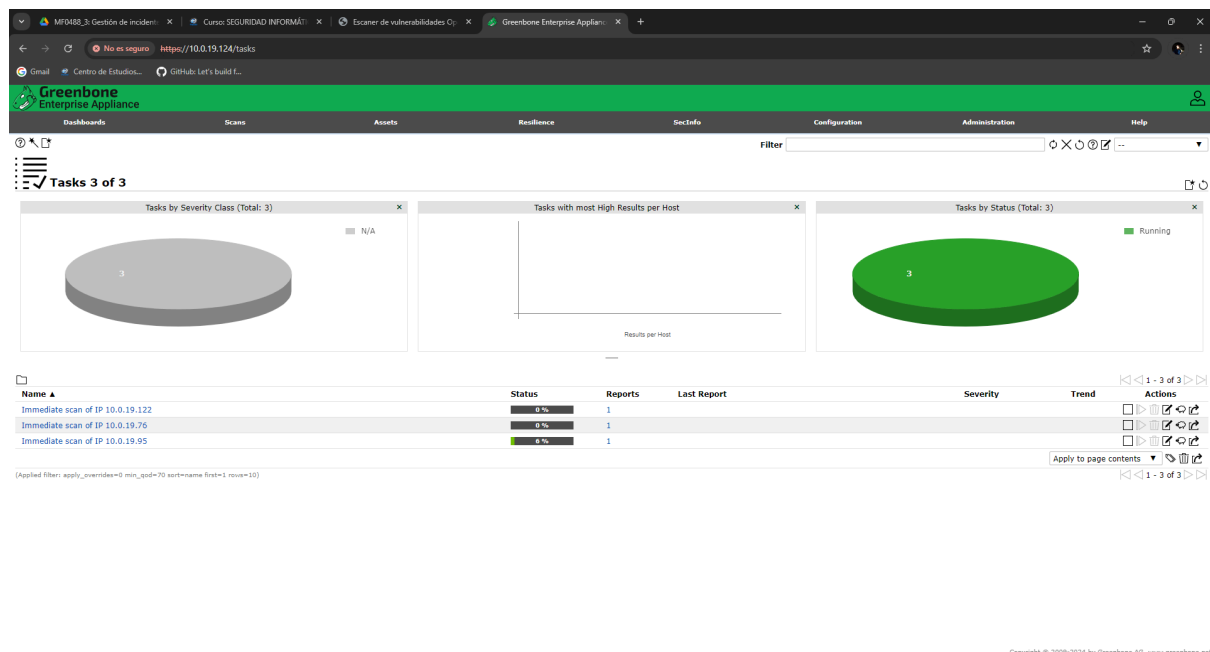 MF0488_3: Gestión de incident
Curso: SEGURIDAD INFORMÁTI
Escaner de vulnerabilidades Op
Greenbone Enterprise Applianc
No es seguro https://10.0.19.124/tasks
Gmail Centro de Estudios... GitHub: Let's build f...
Greenbone
Enterprise Appliance
Dashboards Scans Assets Resilience SecInfo Configuration Administration Help
Filter --
Tasks 3 of 3
Tasks by Severity Class (Total: 3)
N/A
3
Tasks with most High Results per Host
Results per Host
Tasks by Status (Total: 3)
Running
3
1 - 3 of 3
Name ▲ Status Reports Last Report Severity Trend Actions
Immediate scan of IP 10.0.19.122 0 % 1
Immediate scan of IP 10.0.19.76 0 % 1
Immediate scan of IP 10.0.19.95 6 % 1
Apply to page contents ▼
(Applied filter: apply_overrides=0 min_qod=70 sort=name first=1 rows=10)
1 - 3 of 3